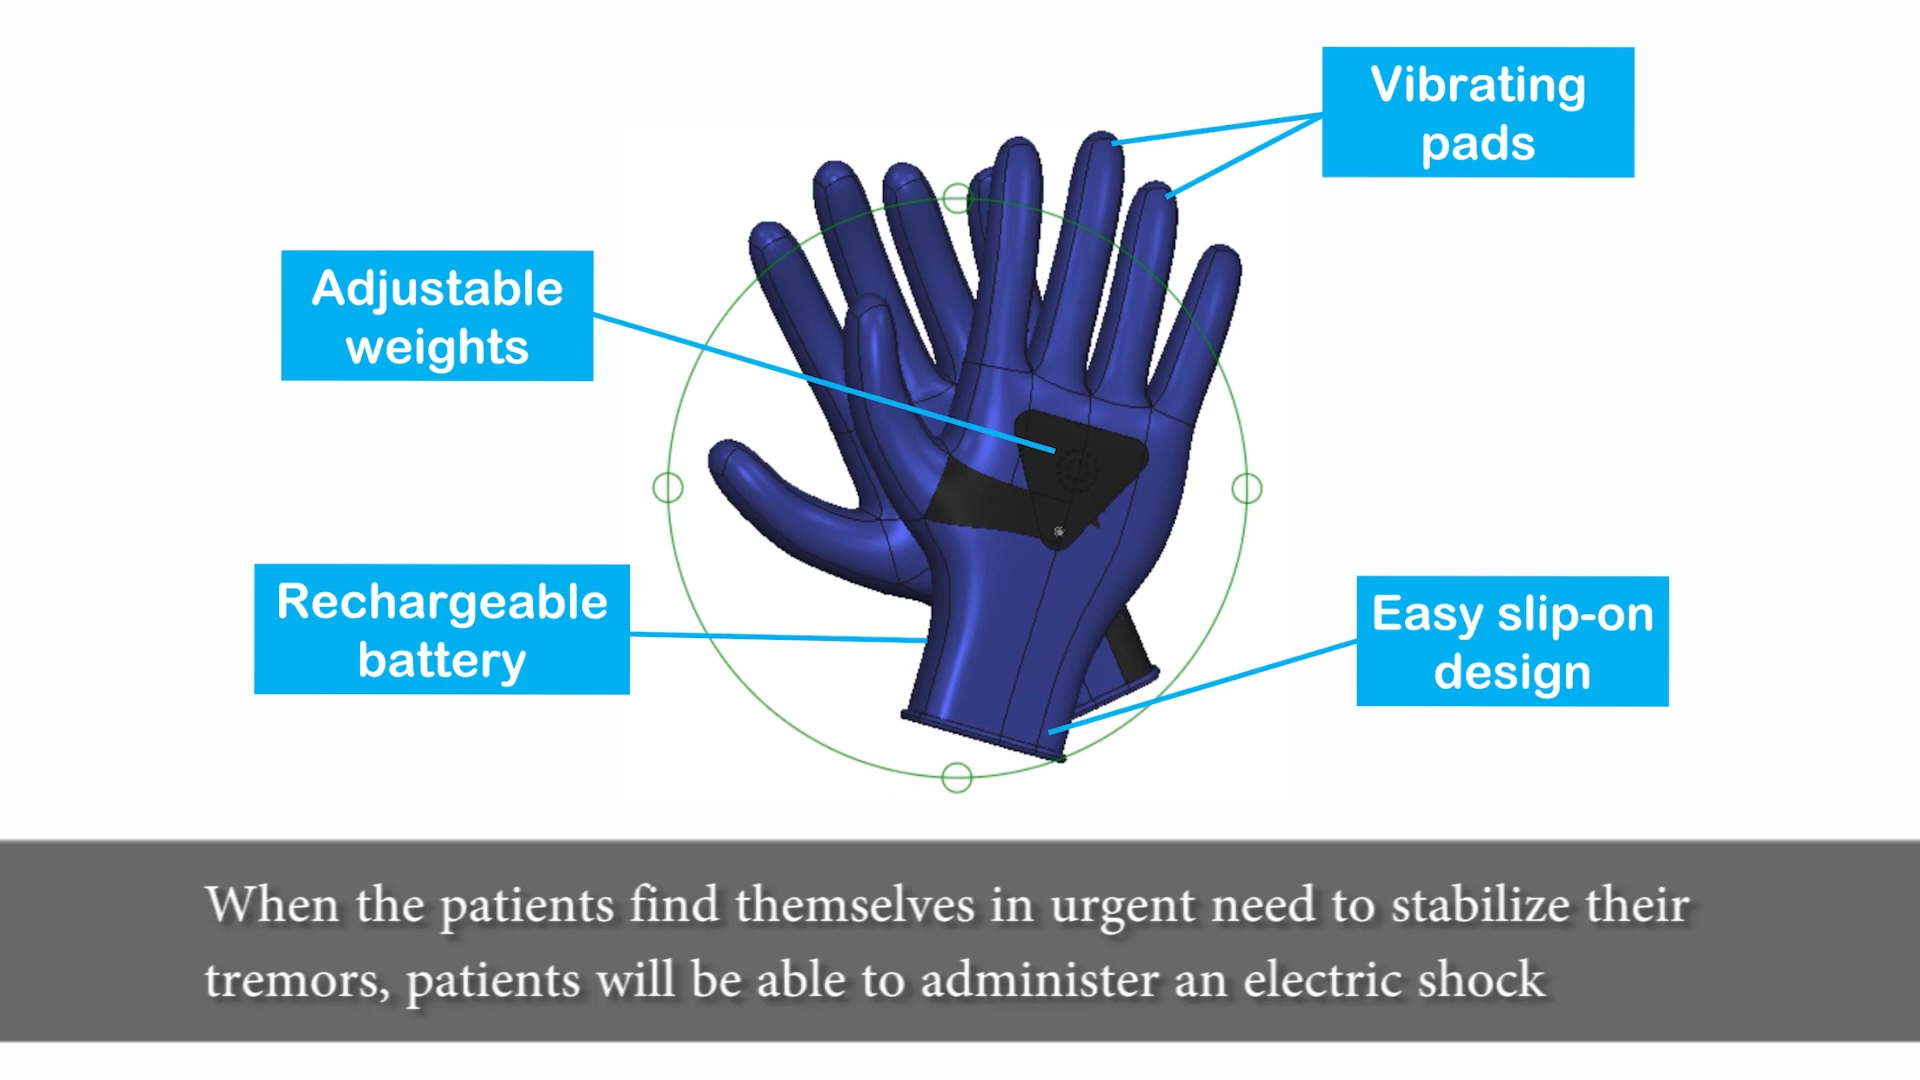 Vibrating
pads
Adjustable
weights
Rechargeable
battery
Easy slip-on
design
When the patients find themselves in urgent need to stabilize their
tremors, patients will be able to administer an electric shock